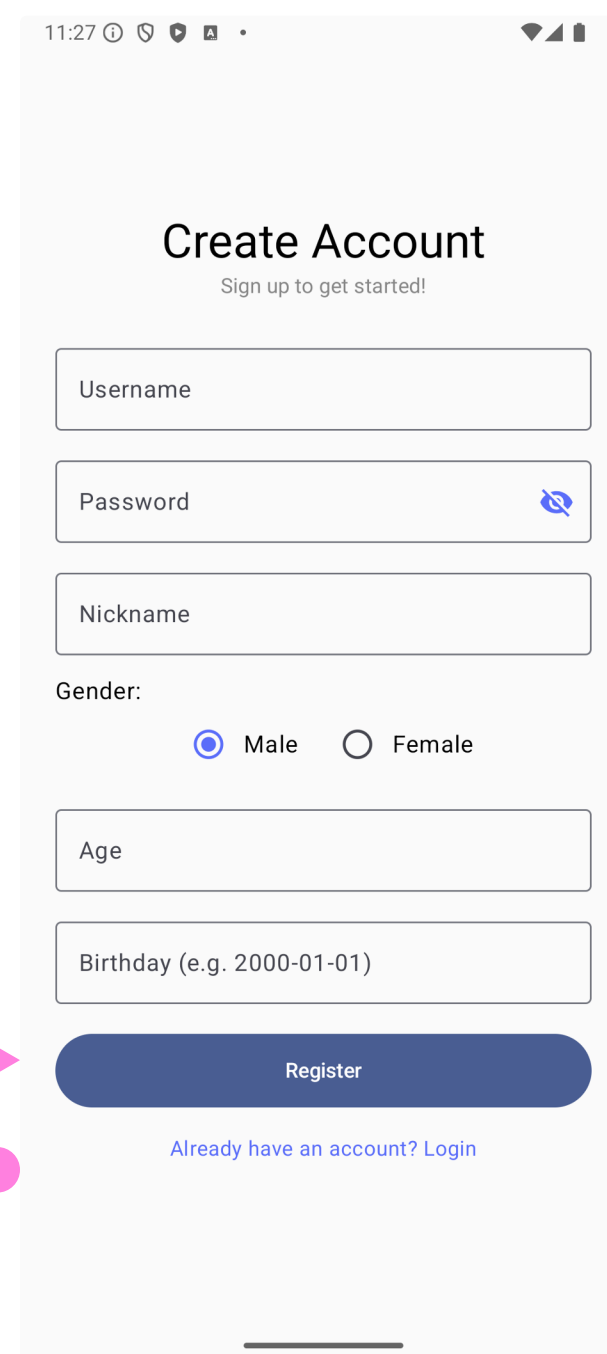 11:27
Create Account
Sign up to get started!
Username
Password
Nickname
Gender:
Male Female
Age
Birthday (e.g. 2000-01-01)
Register
Already have an account? Login